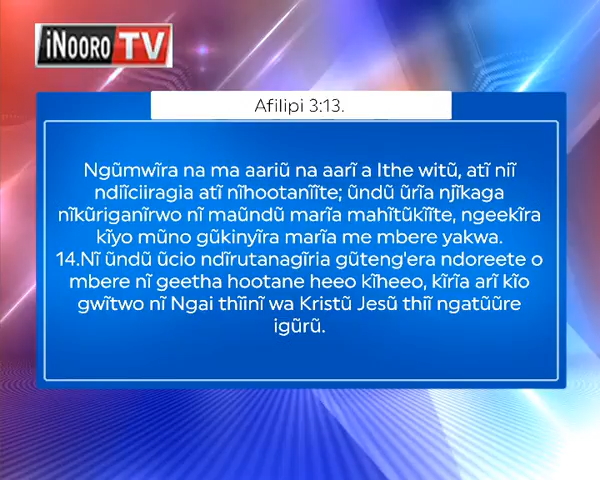 iNOORO TV
Afilipi 3:13.
Ngũmwĩra na ma aariũ na aarĩ a Ithe witũ, atĩ niĩ
ndiĩciiragia atĩ nĩhootanĩĩte; ũndũ ũrĩa njĩkaga
nĩkũriganĩrwo nĩ maũndũ marĩa mahĩtũkĩĩte, ngeekĩra
kĩyo mũno gũkinyĩra marĩa me mbere yakwa.
14.Nĩ ũndũ ũcio ndĩrutanagĩria gũteng'era ndoreete o
mbere nĩ geetha hootane heeo kĩheeo, kĩrĩa arĩ kĩo
gwĩtwo nĩ Ngai thĩinĩ wa Kristũ Jesũ thiĩ ngatũũre
igũrũ.